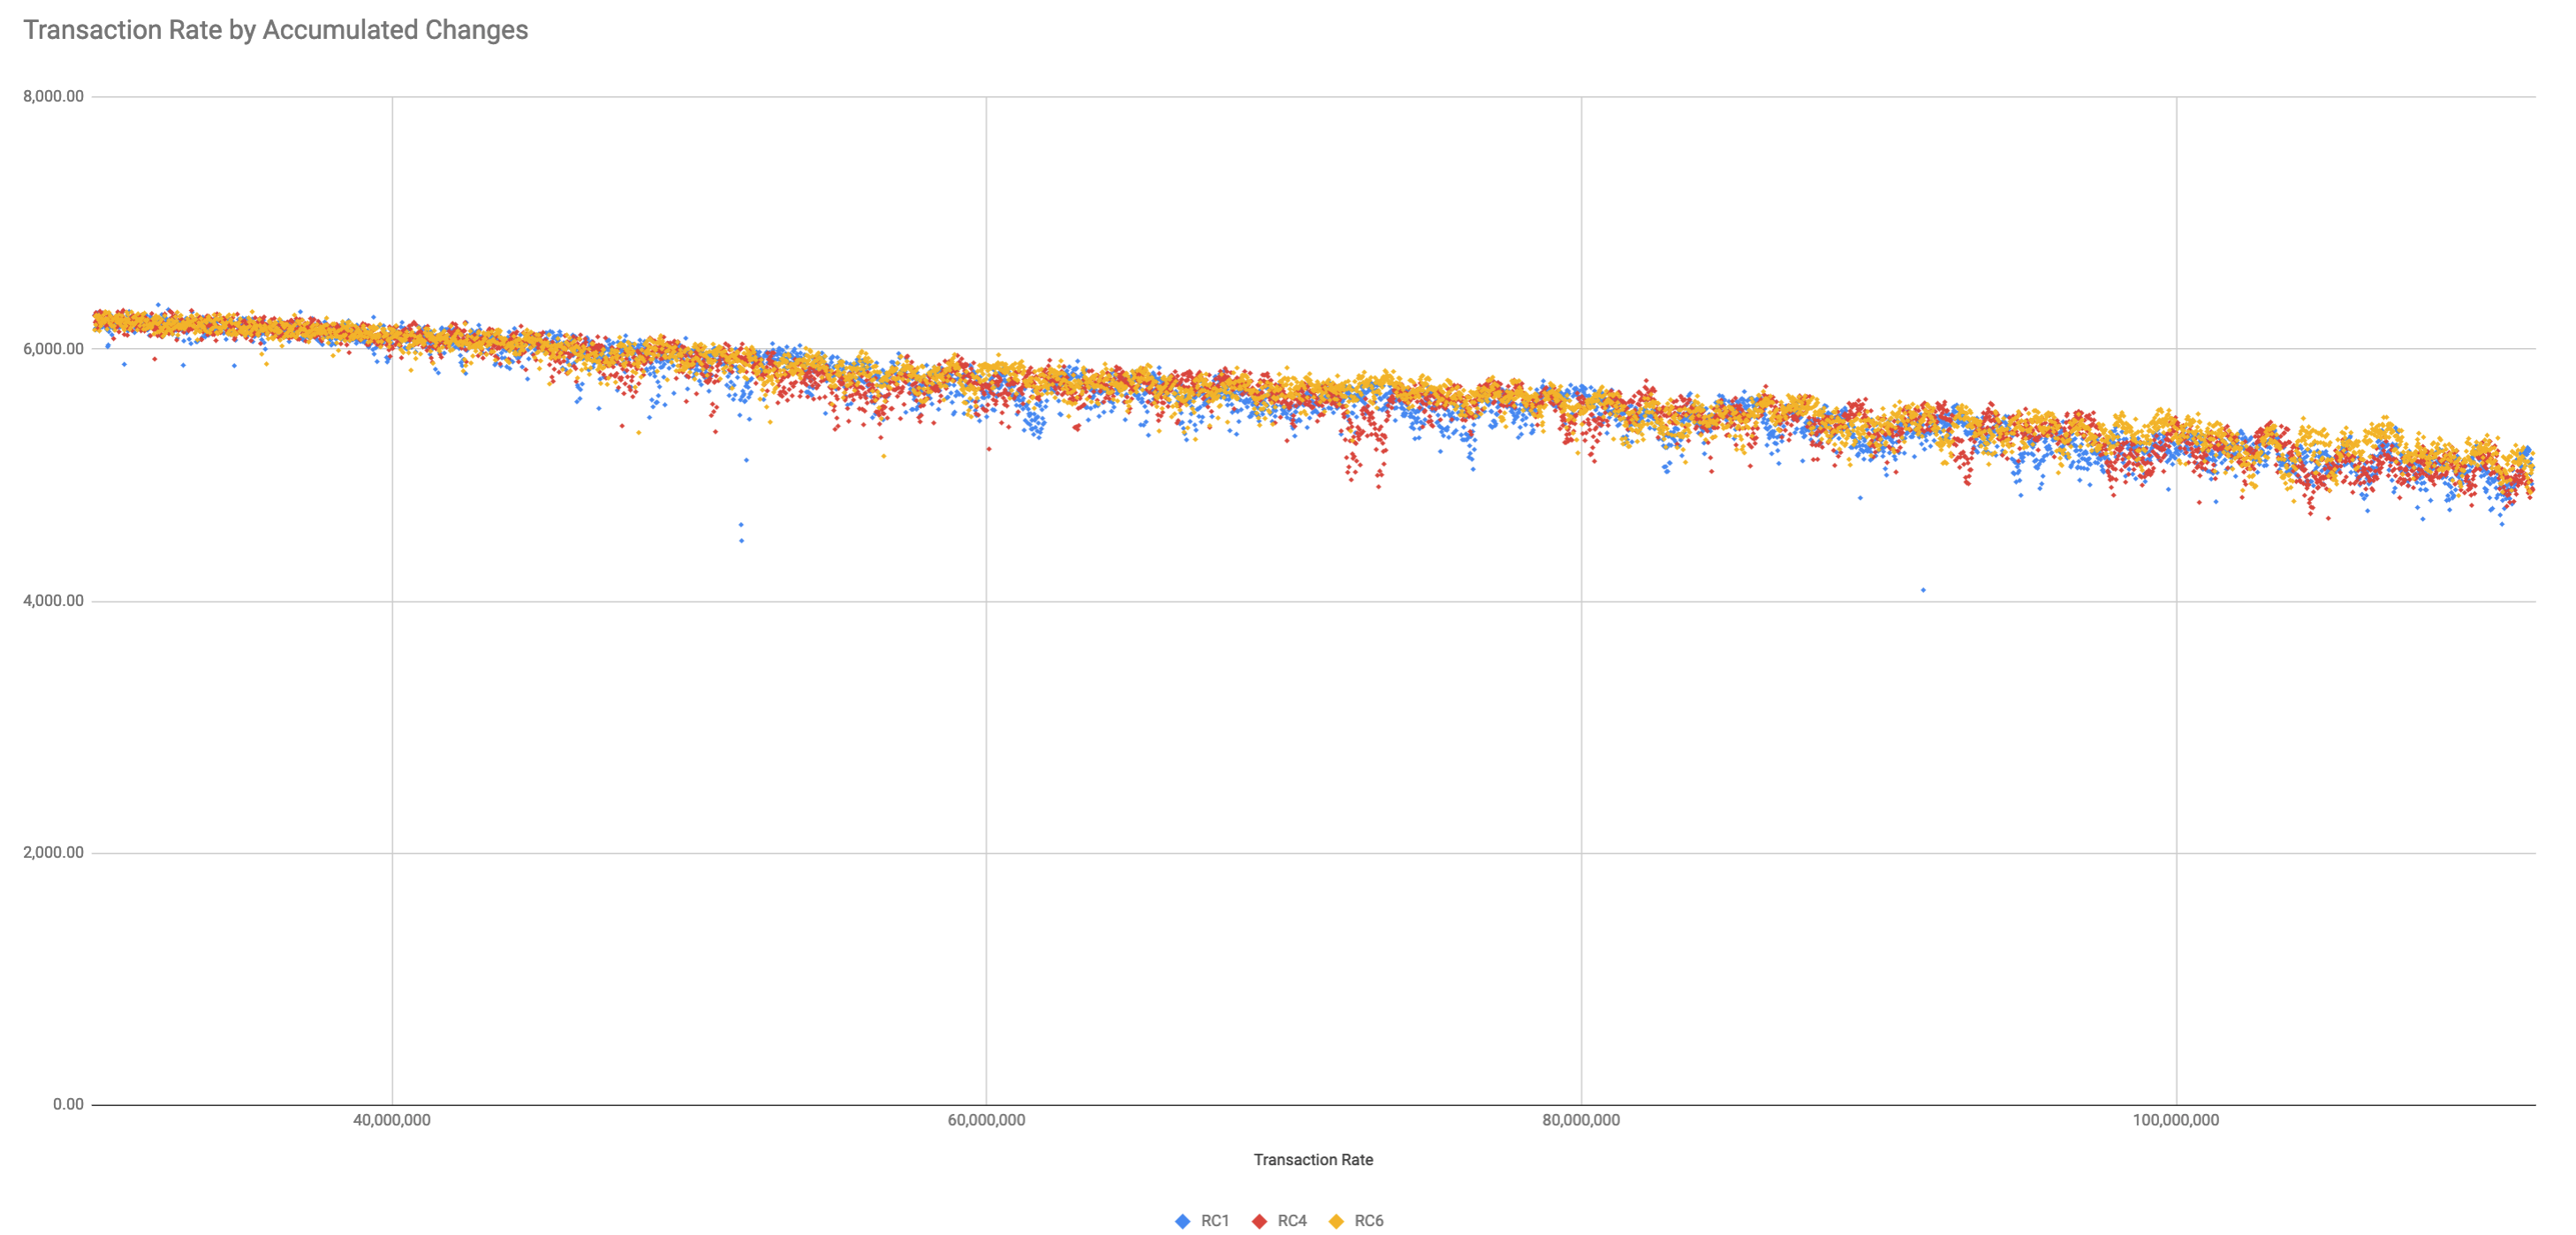 Transaction Rate by Accumulated Changes
8,000.00
6,000.00
4,000.00
2,000.00
0.00
40,000,000 60,000,000 80,000,000 100,000,000
Transaction Rate
RC1 RC4 RC6